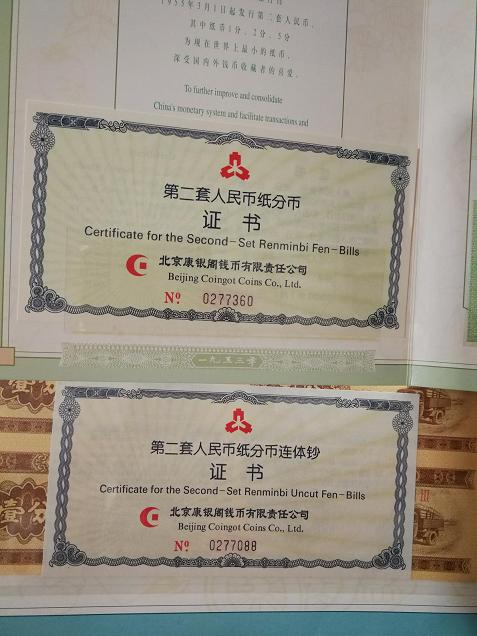 1955年3月1日起发行第二套人民币,
其中纸币1分、2分、5分
为现在世界上最小的纸币,
深受国内外钱币收藏者的喜爱。
To further improve and consolidate
China's monetary system and facilitate transactions and
第二套人民币纸分币
证 书
Certificate for the Second-Set Renminbi Fen-Bills
北京康银阁钱币有限责任公司
Beijing Coingot Coins Co., Ltd.
Nº 0277360
一九五三年
第二套人民币纸分币连体钞
证 书
Certificate for the Second-Set Renminbi Uncut Fen-Bills
北京康银阁钱币有限责任公司
Beijing Coingot Coins Co., Ltd.
Nº 0277088
壹分
壹
III